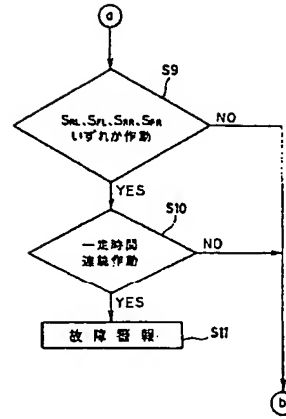 a
S9
SRL、SFL、SRR、SFR
いずれか作動
NO
YES
S10
一定時間
連続作動
NO
YES
故障警報
S11
b